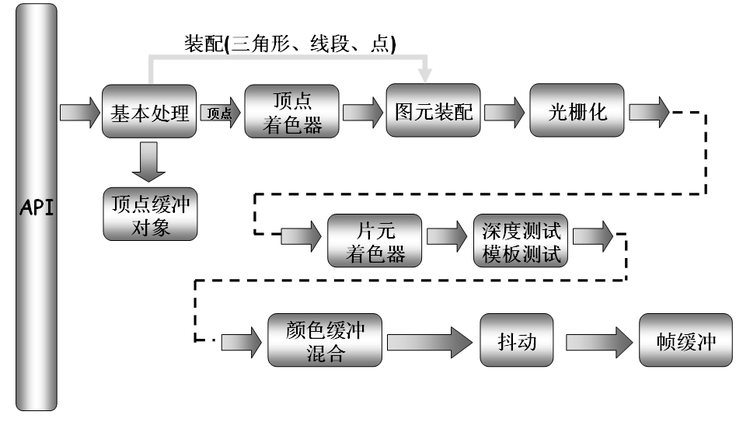 装配(三角形、线段、点)
API
基本处理
顶点
顶点
着色器
图元装配
光栅化
顶点缓冲
对象
片元
着色器
深度测试
模板测试
颜色缓冲
混合
抖动
帧缓冲